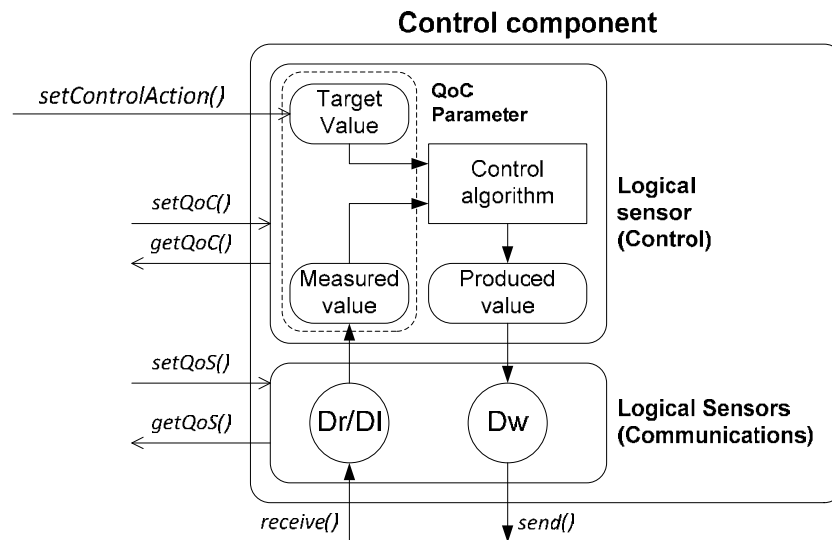 Control component
setControlAction()
Target
Value
QoC
Parameter
Control
algorithm
Logical
sensor
(Control)
setQoC()
getQoC()
Measured
value
Produced
value
setQoS()
getQoS()
Dr/Dl
Dw
Logical Sensors
(Communications)
receive()
send()